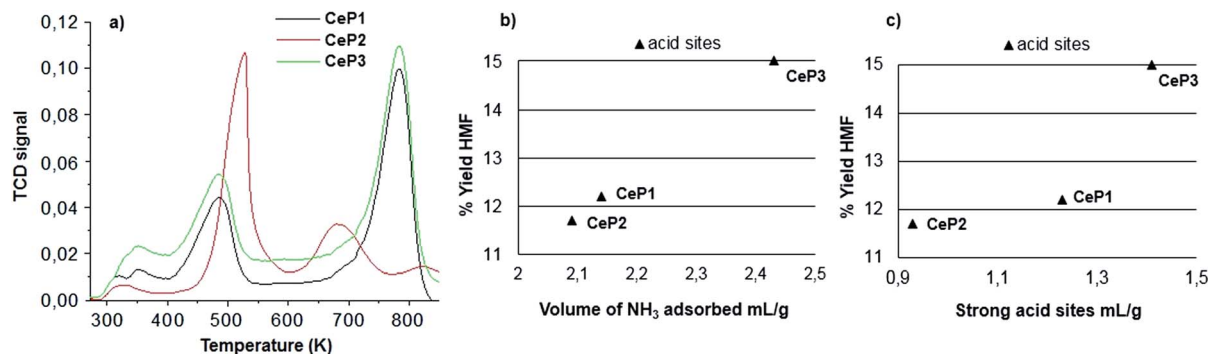 a)
CeP1
CeP2
CeP3
0,12
0,10
0,08
0,06
0,04
0,02
0,00
TCD signal
300 400 500 600 700 800
Temperature (K)
b)
▲ acid sites
15
14
13
12
11
% Yield HMF
CeP3
CeP1
CeP2
2 2,1 2,2 2,3 2,4 2,5
Volume of NH₃ adsorbed mL/g
c)
▲ acid sites
15
14
13
12
11
% Yield HMF
CeP3
CeP1
CeP2
0,9 1,1 1,3 1,5
Strong acid sites mL/g